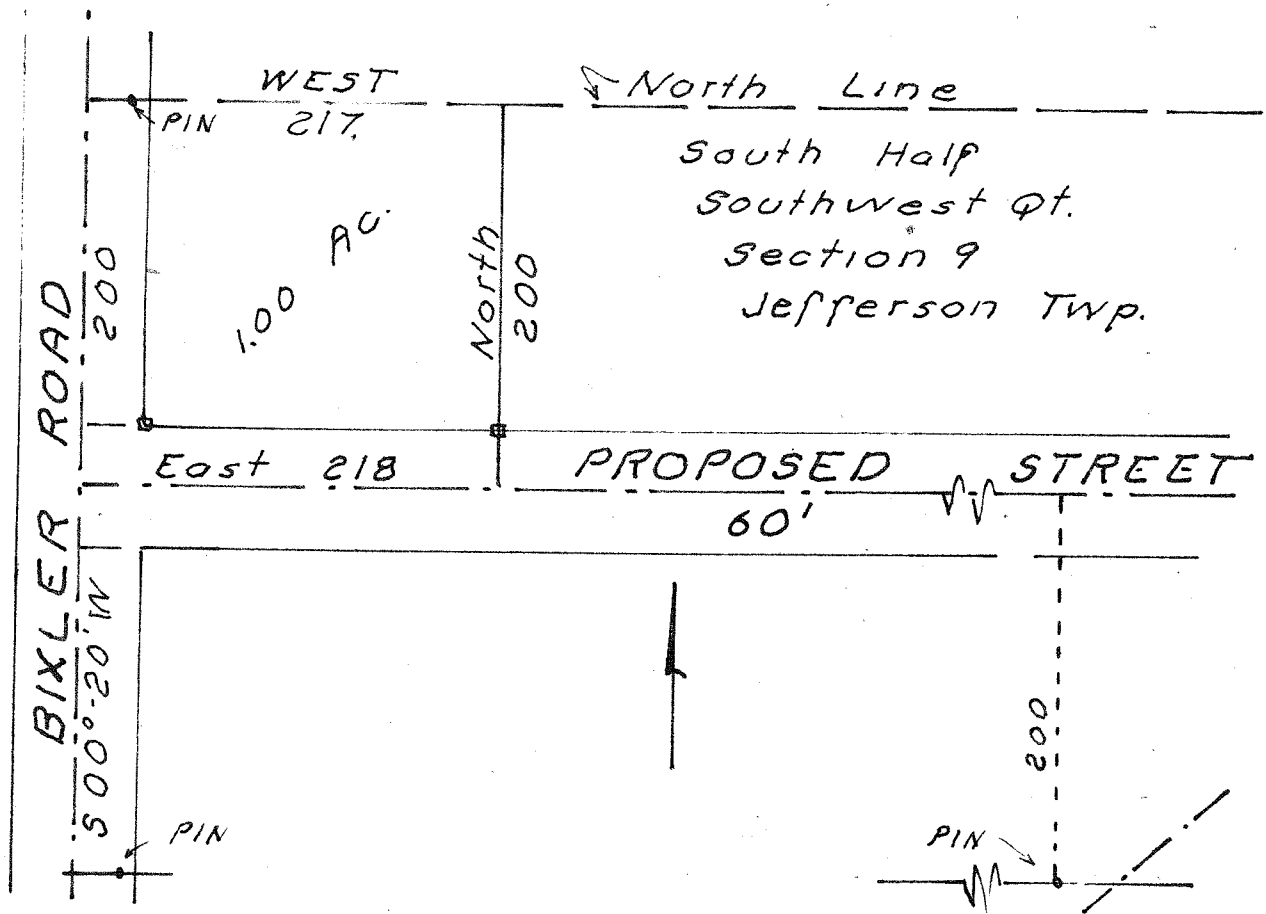 WEST
217.
North Line
PIN
South Half
Southwest Qt.
Section 9
Jefferson Twp.
1.00 AC.
North
200
200
BIXLER ROAD
East 218
PROPOSED STREET
60'
S 00°-20' W
200
PIN
PIN